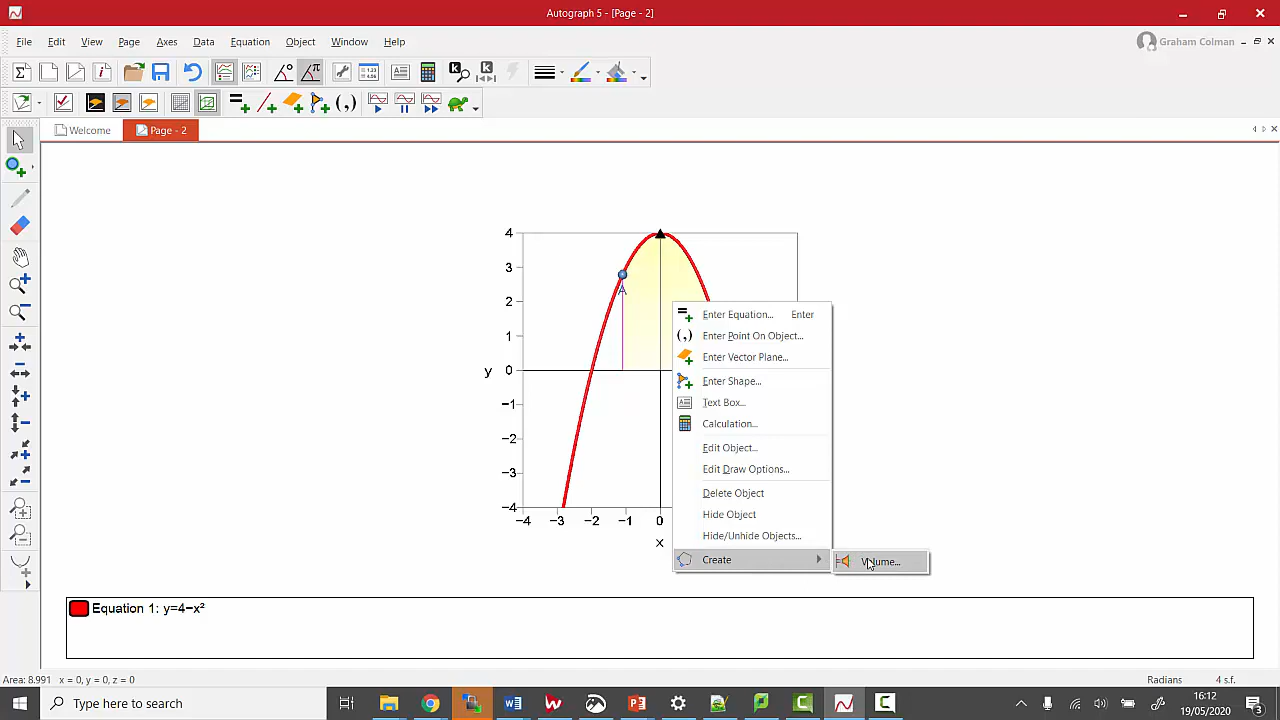 Autograph 5 - [Page - 2]
File Edit View Page Axes Data Equation Object Window Help
Graham Colman
Welcome
Page - 2
4
3
2
1
0
−1
−2
−3
−4
y
A
−4 −3 −2 −1 0
x
Enter Equation... Enter
Enter Point On Object...
Enter Vector Plane...
Enter Shape...
Text Box...
Calculation...
Edit Object...
Edit Draw Options...
Delete Object
Hide Object
Hide/Unhide Objects...
Create
Volume...
Equation 1: y=4−x²
Area: 8.991 x = 0, y = 0, z = 0
Radians 4 s.f.
Type here to search
16:12
19/05/2020
3